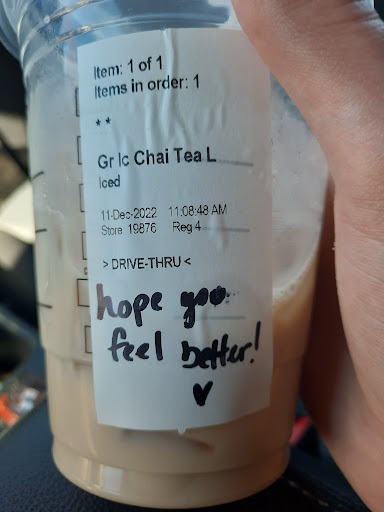 Item: 1 of 1
Items in order: 1
**
Gr Ic Chai Tea L
Iced
11-Dec-2022 11:08:48 AM
Store 19876 Reg 4
> DRIVE-THRU <
hope you
feel better!
♥